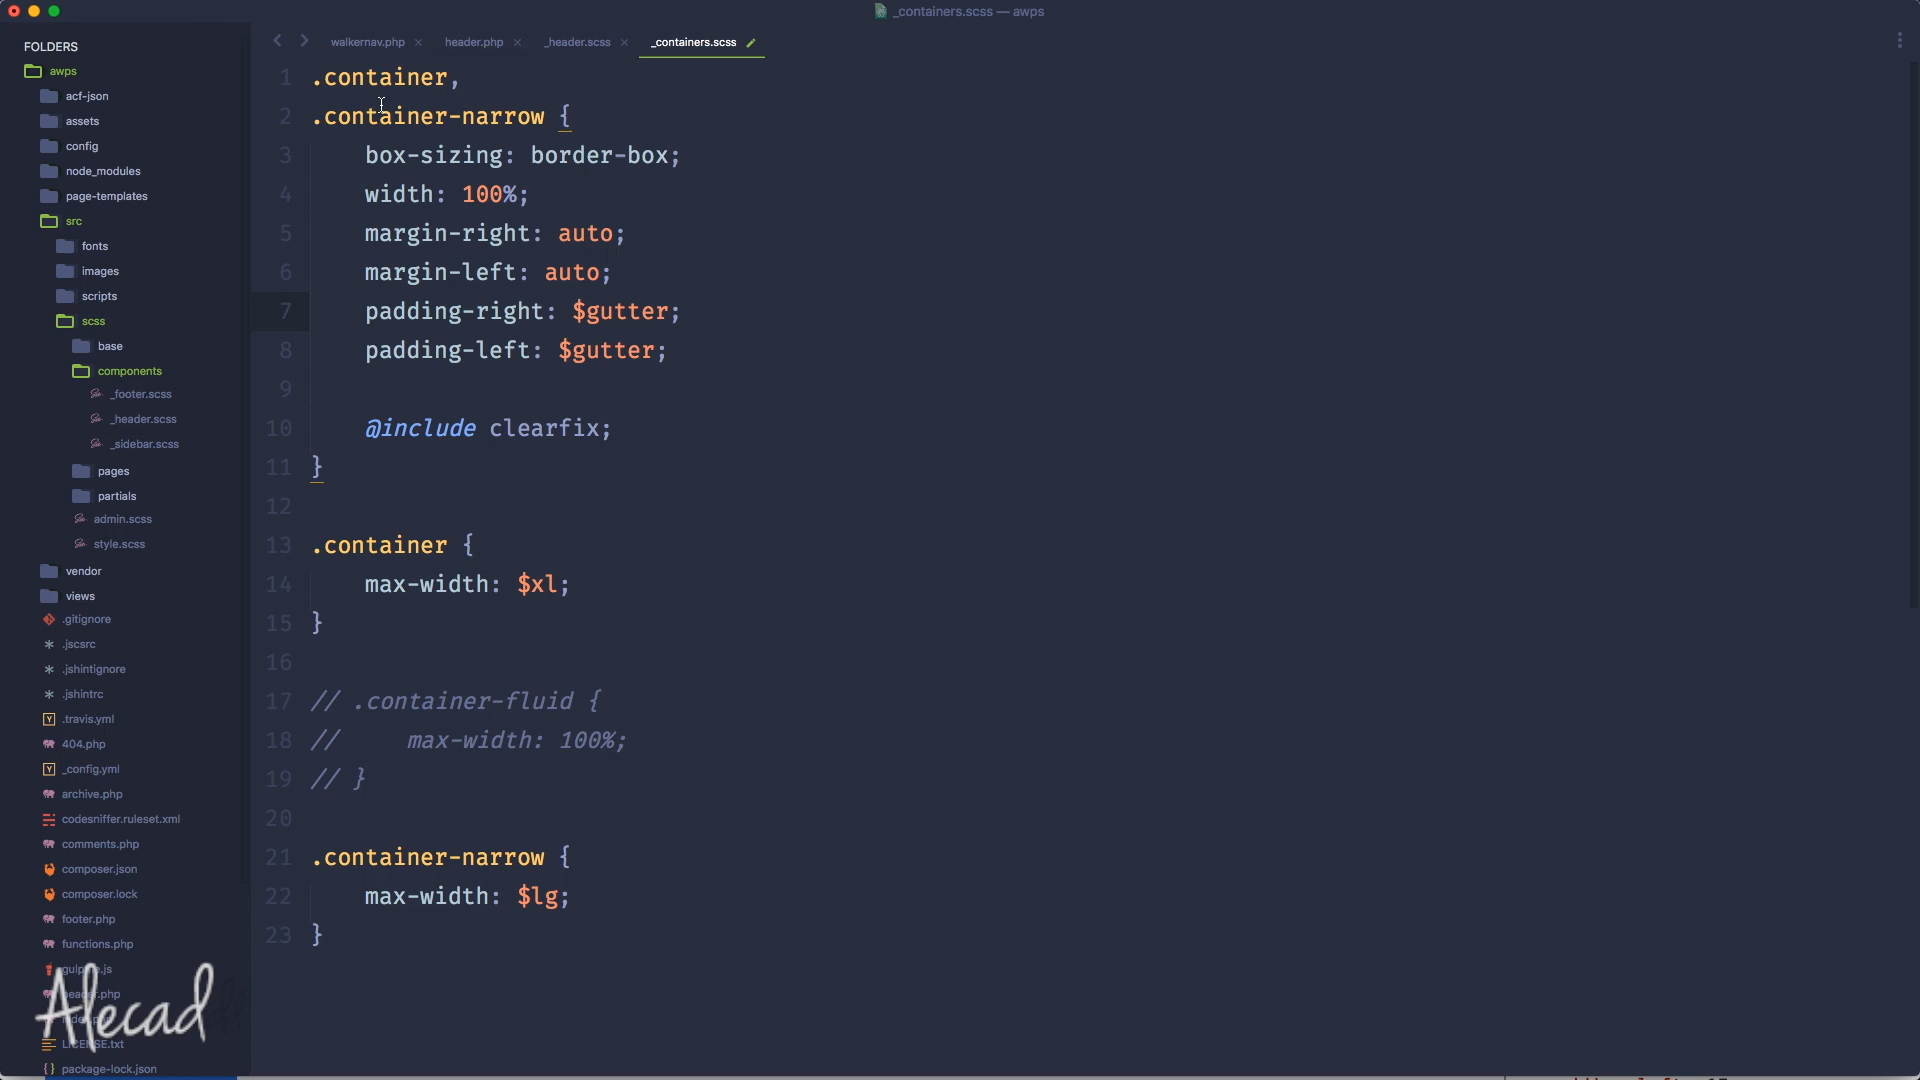 _containers.scss — awps
FOLDERS
awps
acf-json
assets
config
node_modules
page-templates
src
fonts
images
scripts
scss
base
components
_footer.scss
_header.scss
_sidebar.scss
pages
partials
admin.scss
style.scss
vendor
views
.gitignore
.jscsrc
.jshintignore
.jshintrc
.travis.yml
404.php
_config.yml
archive.php
codesniffer.ruleset.xml
comments.php
composer.json
composer.lock
footer.php
functions.php
header.php
LICENSE.txt
package-lock.json
Alecad
walkernav.php × header.php × _header.scss × _containers.scss
1 .container,
2 .container-narrow {
3 box-sizing: border-box;
4 width: 100%;
5 margin-right: auto;
6 margin-left: auto;
7 padding-right: $gutter;
8 padding-left: $gutter;
9
10 @include clearfix;
11 }
12
13 .container {
14 max-width: $xl;
15 }
16
17 // .container-fluid {
18 // max-width: 100%;
19 // }
20
21 .container-narrow {
22 max-width: $lg;
23 }